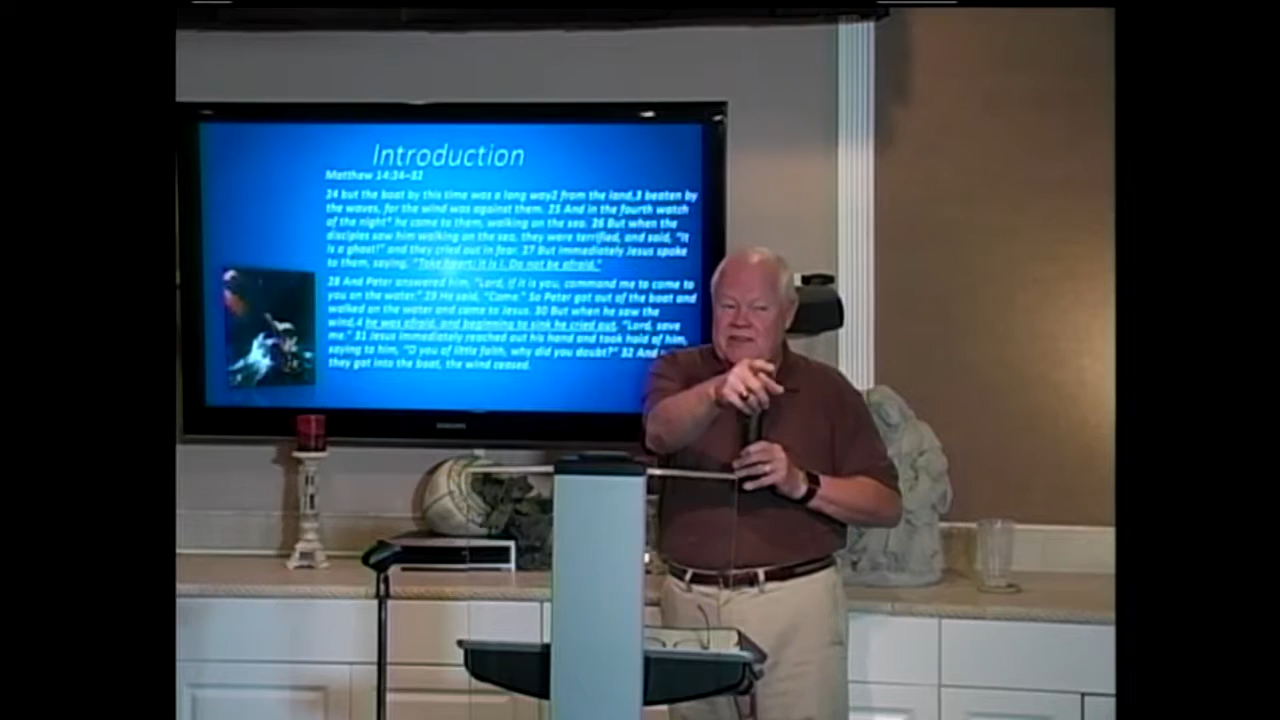 Introduction
Matthew 14:24–32
24 but the boat by this time was a long way2 from the land,3 beaten by
the waves, for the wind was against them. 25 And in the fourth watch
of the night4 he came to them, walking on the sea. 26 But when the
disciples saw him walking on the sea, they were terrified, and said, "It
is a ghost!" and they cried out in fear. 27 But immediately Jesus spoke
to them, saying, "Take heart; it is I. Do not be afraid."
28 And Peter answered him, "Lord, if it is you, command me to come to
you on the water." 29 He said, "Come." So Peter got out of the boat and
walked on the water and came to Jesus. 30 But when he saw the
wind,4 he was afraid, and beginning to sink he cried out, "Lord, save
me." 31 Jesus immediately reached out his hand and took hold of him,
saying to him, "O you of little faith, why did you doubt?" 32 And
they got into the boat, the wind ceased.
SAMSUNG